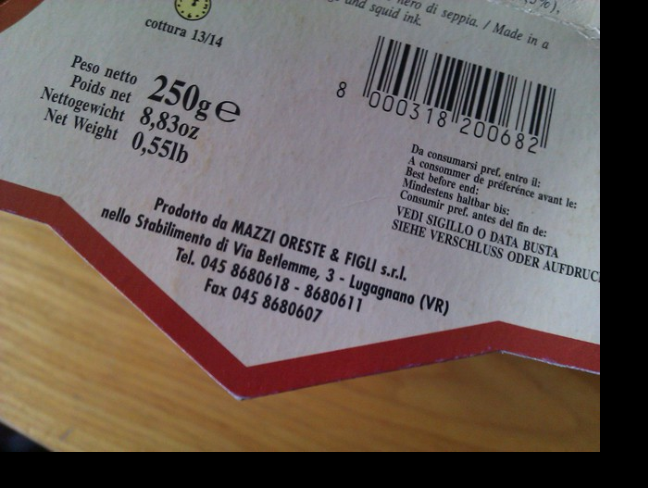 5%),
nero di seppia. / Made in a
and squid ink.
cottura 13/14
Peso netto
Poids net
Nettogewicht
Net Weight
250g e
8,83oz
0,55lb
8 000318 200682
Da consumarsi pref. entro il:
A consommer de préférence avant le:
Best before end:
Mindestens haltbar bis:
Consumir pref. antes del fin de:
VEDI SIGILLO O DATA BUSTA
SIEHE VERSCHLUSS ODER AUFDRUC
Prodotto da MAZZI ORESTE & FIGLI s.r.l.
nello Stabilimento di Via Betlemme, 3 - Lugagnano (VR)
Tel. 045 8680618 - 8680611
Fax 045 8680607